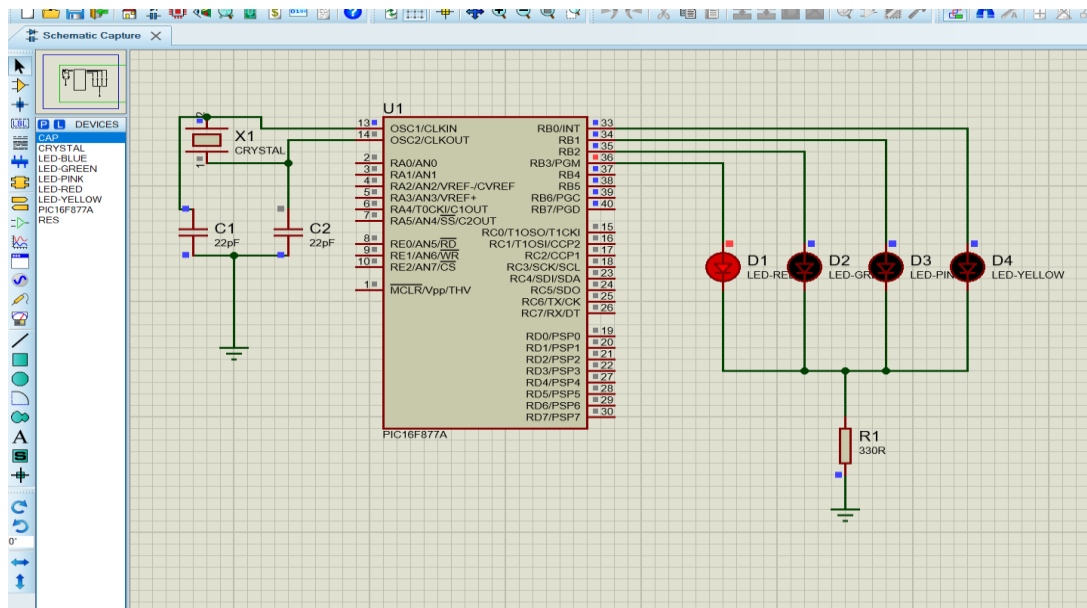 Schematic Capture
DEVICES
CAP
CRYSTAL
LED-BLUE
LED-GREEN
LED-PINK
LED-RED
LED-YELLOW
PIC16F877A
RES
U1
13 OSC1/CLKIN
14 OSC2/CLKOUT
2 RA0/AN0
3 RA1/AN1
4 RA2/AN2/VREF-/CVREF
5 RA3/AN3/VREF+
6 RA4/T0CKI/C1OUT
7 RA5/AN4/SS/C2OUT
8 RE0/AN5/RD
9 RE1/AN6/WR
10 RE2/AN7/CS
1 MCLR/Vpp/THV
RB0/INT 33
RB1 34
RB2 35
RB3/PGM 36
RB4 37
RB5 38
RB6/PGC 39
RB7/PGD 40
RC0/T1OSO/T1CKI 15
RC1/T1OSI/CCP2 16
RC2/CCP1 17
RC3/SCK/SCL 18
RC4/SDI/SDA 23
RC5/SDO 24
RC6/TX/CK 25
RC7/RX/DT 26
RD0/PSP0 19
RD1/PSP1 20
RD2/PSP2 21
RD3/PSP3 22
RD4/PSP4 27
RD5/PSP5 28
RD6/PSP6 29
RD7/PSP7 30
PIC16F877A
2
X1
CRYSTAL
1
C1
22pF
C2
22pF
D1
LED-RED
D2
D3
D4
LED-YELLOW
R1
330R